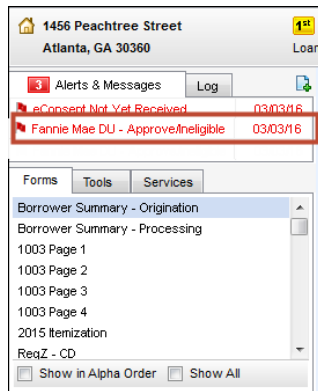 1456 Peachtree Street 1st
Atlanta, GA 30360 Loan
3 Alerts & Messages Log
eConsent Not Yet Received 03/03/16
Fannie Mae DU - Approve/Ineligible 03/03/16
Forms Tools Services
Borrower Summary - Origination
Borrower Summary - Processing
1003 Page 1
1003 Page 2
1003 Page 3
1003 Page 4
2015 Itemization
RegZ - CD
Show in Alpha Order Show All